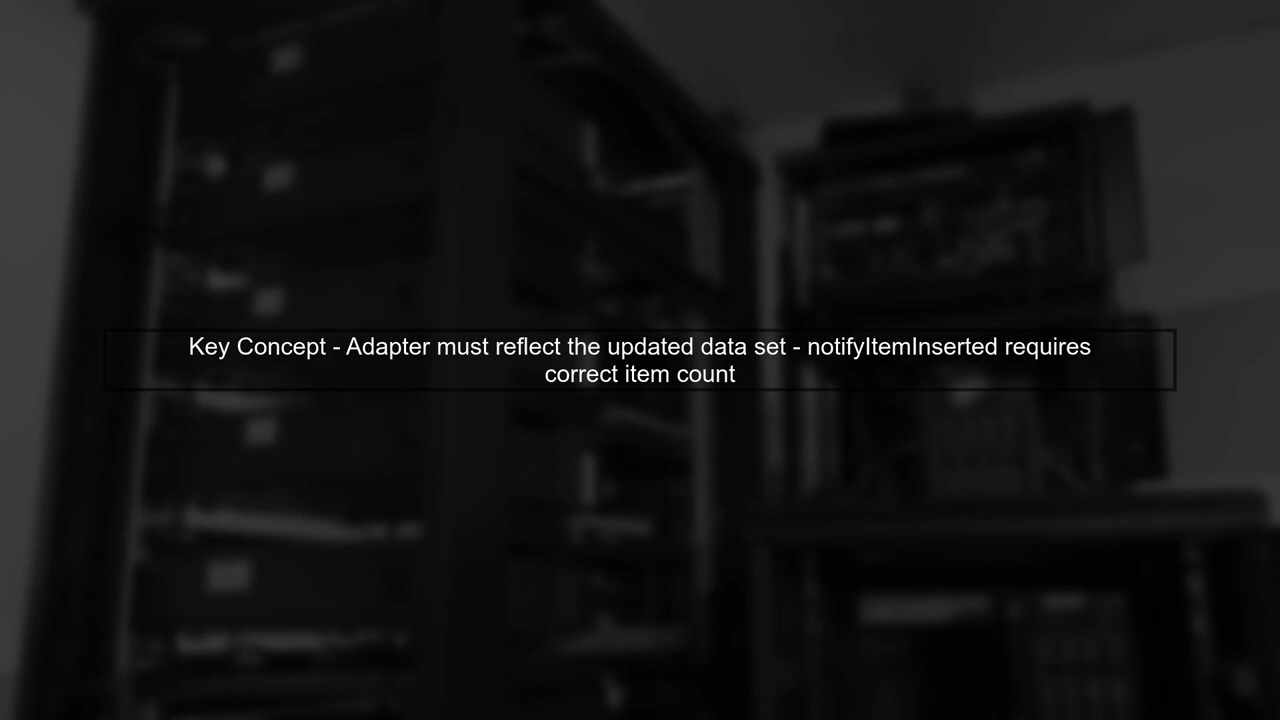 Key Concept - Adapter must reflect the updated data set - notifyItemInserted requires
correct item count